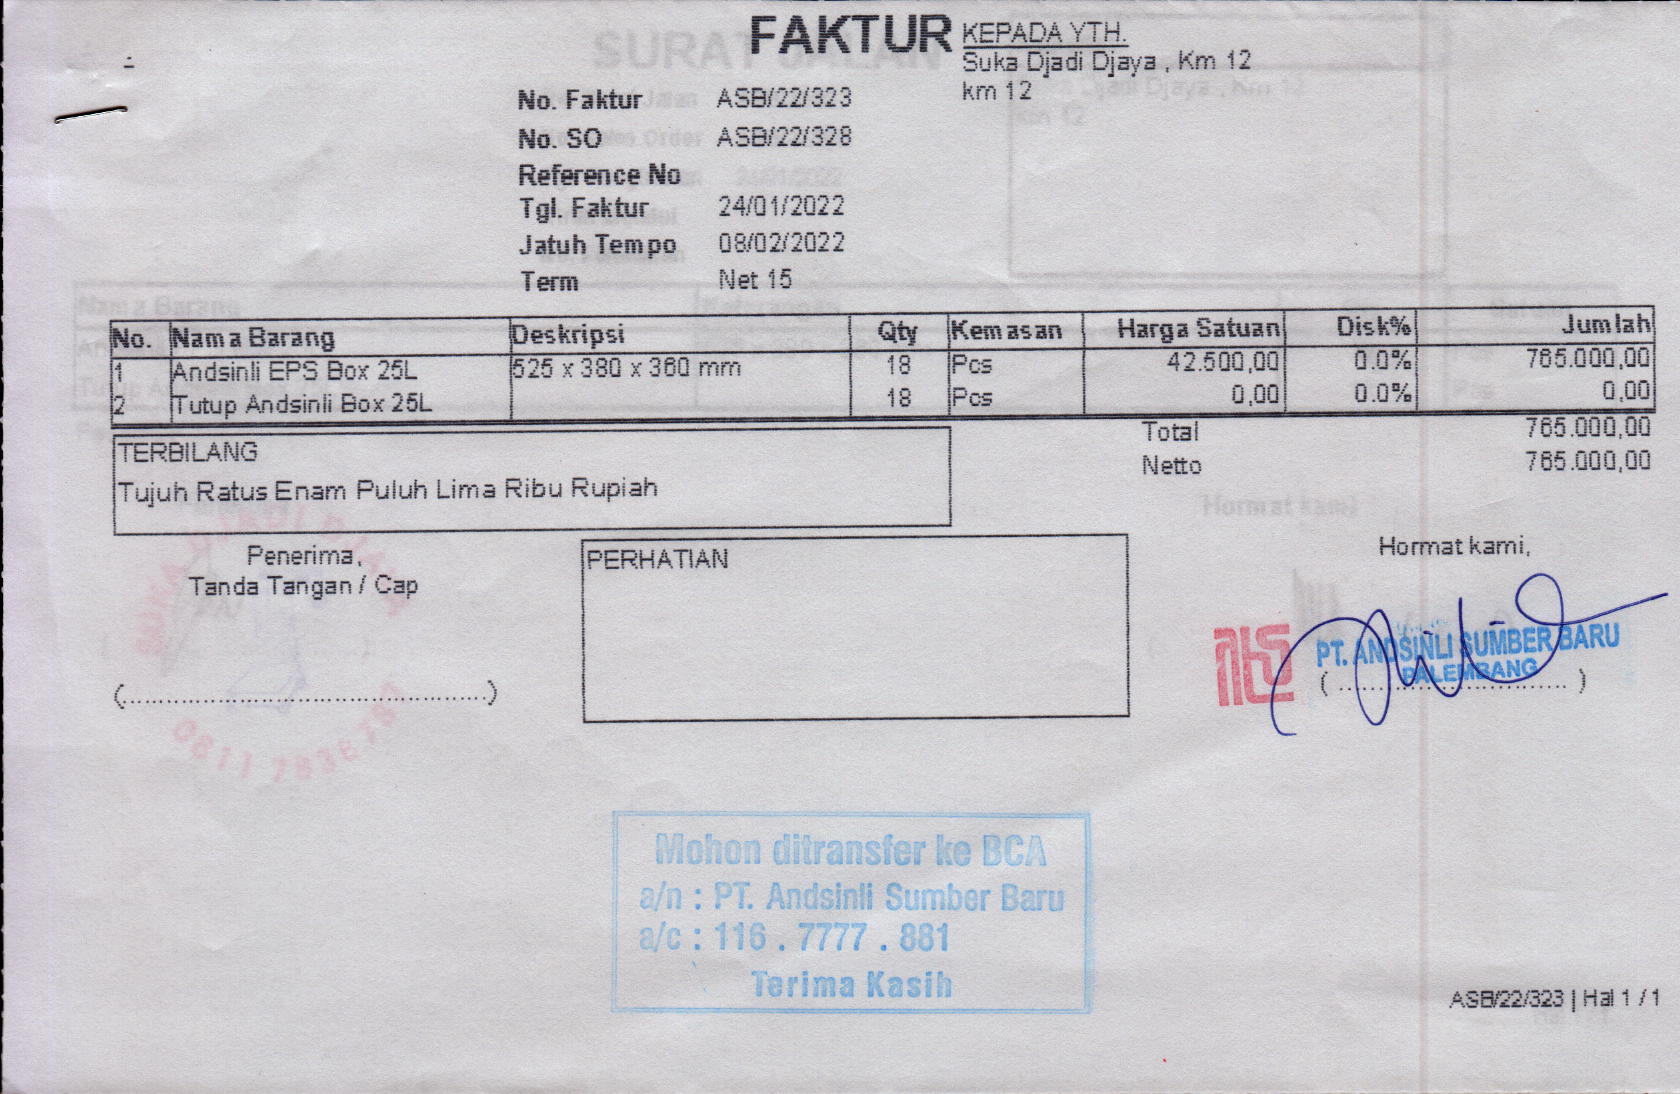 FAKTUR
KEPADA YTH.
Suka Djadi Djaya , Km 12
km 12
No. Faktur ASB/22/323
No. SO ASB/22/328
Reference No
Tgl. Faktur 24/01/2022
Jatuh Tempo 08/02/2022
Term Net 15
No. Nama Barang Deskripsi Qty Kemasan Harga Satuan Disk% Jumlah
1 Andsinli EPS Box 25L 525 x 380 x 360 mm 18 Pcs 42.500,00 0.0% 765.000,00
2 Tutup Andsinli Box 25L 18 Pcs 0,00 0.0% 0,00
Total 765.000,00
Netto 765.000,00
TERBILANG
Tujuh Ratus Enam Puluh Lima Ribu Rupiah
Penerima,
Tanda Tangan / Cap
(................................................)
PERHATIAN
Hormat kami,
PT. ANDSINLI SUMBER BARU
PALEMBANG
( .............................. )
Mohon ditransfer ke BCA
a/n : PT. Andsinli Sumber Baru
a/c : 116 . 7777 . 881
Terima Kasih
ASB/22/323 | Hal 1 / 1